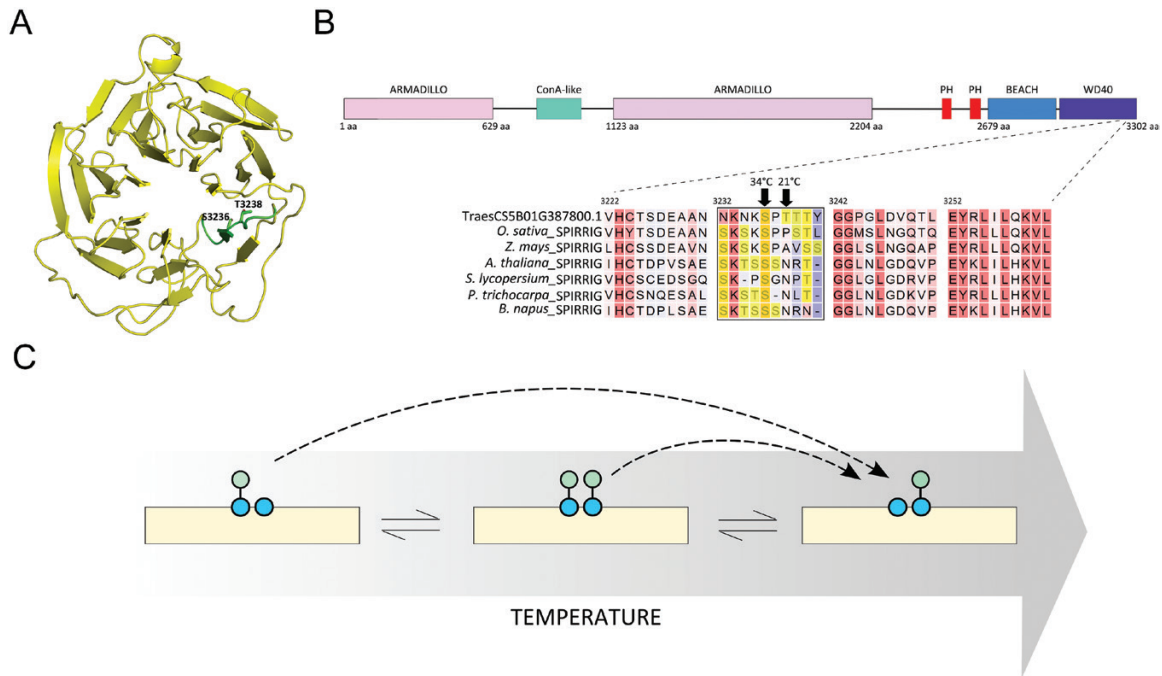 A
B
ARMADILLO ConA-like ARMADILLO PH PH BEACH WD40
1 aa 629 aa 1123 aa 2204 aa 2679 aa 3302 aa
S3236 T3238
34°C 21°C
3222 3232 3242 3252
TraesCS5B01G387800.1 VHCTSDEAAN NKNKSPTTTY GGPGLDVQTL EYRLILQKVL
O. sativa_SPIRRIG VHYTSDEAAN SKSKSPPSTL GGMSLNGQTQ EYRLILQKVL
Z. mays_SPIRRIG LHCSSDEAVN SKSKSPAVSS GGLSLNGQAP EYRLILQKVL
A. thaliana_SPIRRIG IHCTDPVSAE SKTSSSNRT- GGLNLGDQVP EYKLILHKVL
S. lycopersium_SPIRRIG VHCSCEDSGQ SK-PSGNPT- GGLNLGDQVP EYRLILHKVL
P. trichocarpa_SPIRRIG VHCSNQESAL SKSTS-NLT- GGLNLGDKVP EYRLLLHKVL
B. napus_SPIRRIG IHCTDPLSAE SKTSSSNRN- GGLNLGDQVP EYKLILHKVL
C
TEMPERATURE